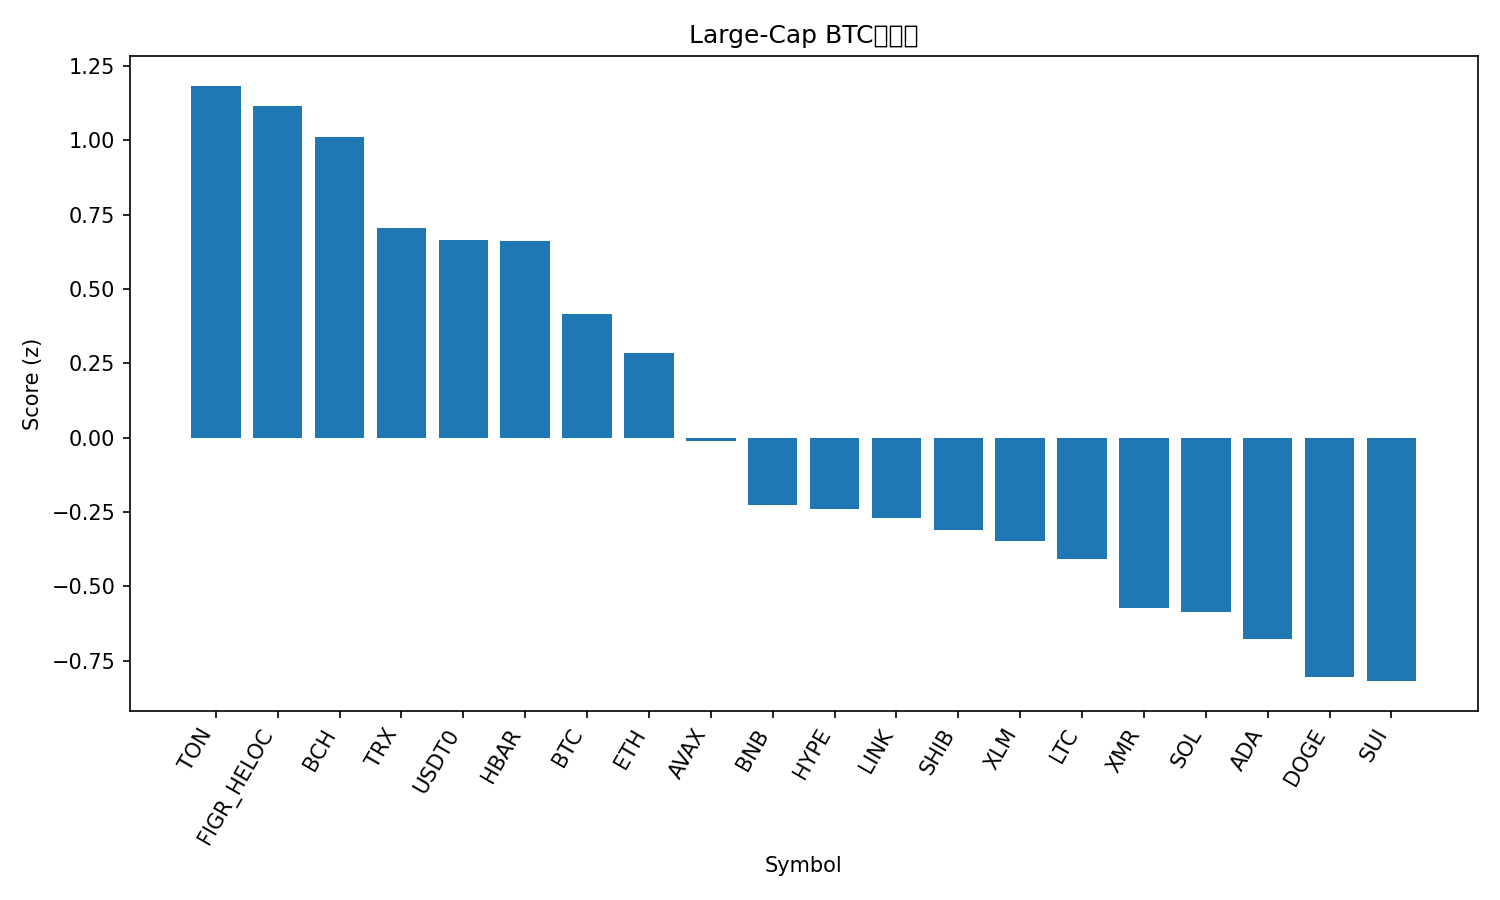 Large-Cap BTC
Score (z)
1.25
1.00
0.75
0.50
0.25
0.00
−0.25
−0.50
−0.75
TON
FIGR_HELOC
BCH
TRX
USDT0
HBAR
BTC
ETH
AVAX
BNB
HYPE
LINK
SHIB
XLM
LTC
XMR
SOL
ADA
DOGE
SUI
Symbol